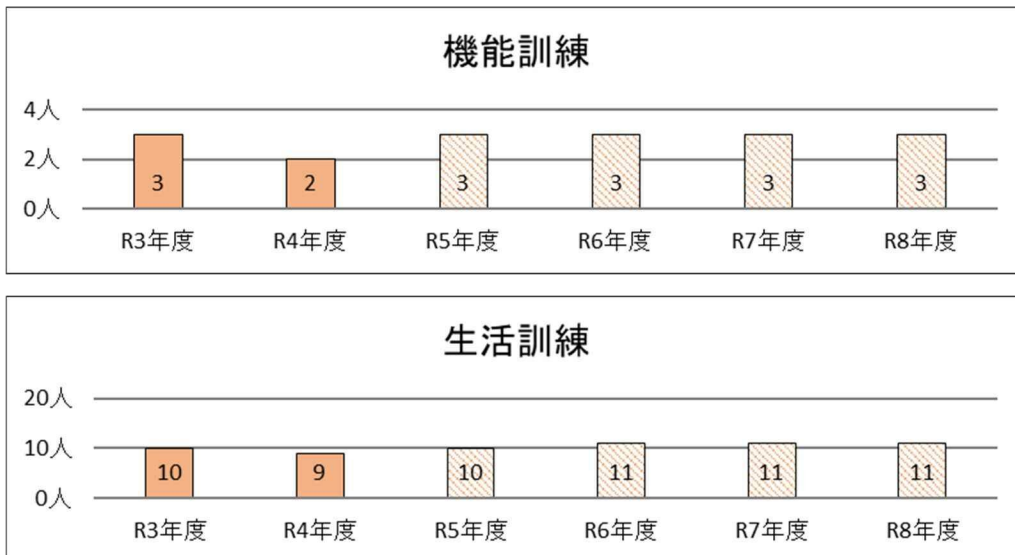 機能訓練
4人
2人
0人
3 2 3 3 3 3
R3年度 R4年度 R5年度 R6年度 R7年度 R8年度
生活訓練
20人
10人
0人
10 9 10 11 11 11
R3年度 R4年度 R5年度 R6年度 R7年度 R8年度